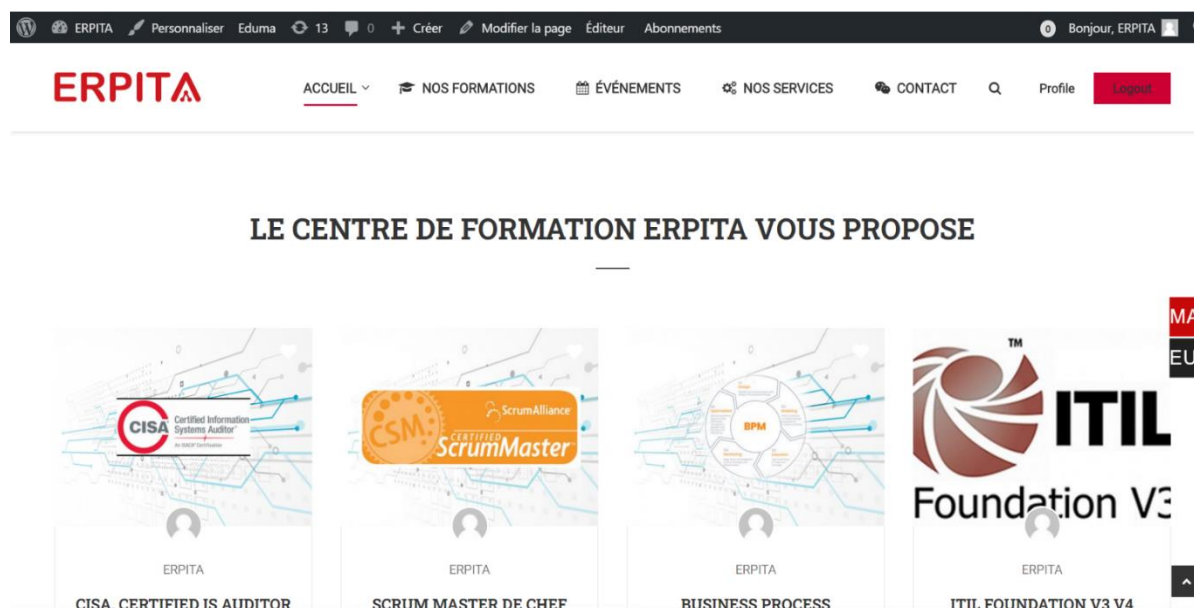 ERPITA Personnaliser Eduma 13 0 Créer Modifier la page Éditeur Abonnements 0 Bonjour, ERPITA
ERPITA ACCUEIL NOS FORMATIONS ÉVÉNEMENTS NOS SERVICES CONTACT Profile Logout
LE CENTRE DE FORMATION ERPITA VOUS PROPOSE
MA
EU
CISA Certified Information
Systems Auditor
An ISACA Certification
CSM ScrumAlliance
CERTIFIED
ScrumMaster
BPM
TM
ITIL
Foundation V3
ERPITA ERPITA ERPITA ERPITA
CISA, CERTIFIED IS AUDITOR SCRUM MASTER DE CHEF BUSINESS PROCESS ITIL FOUNDATION V3 V4